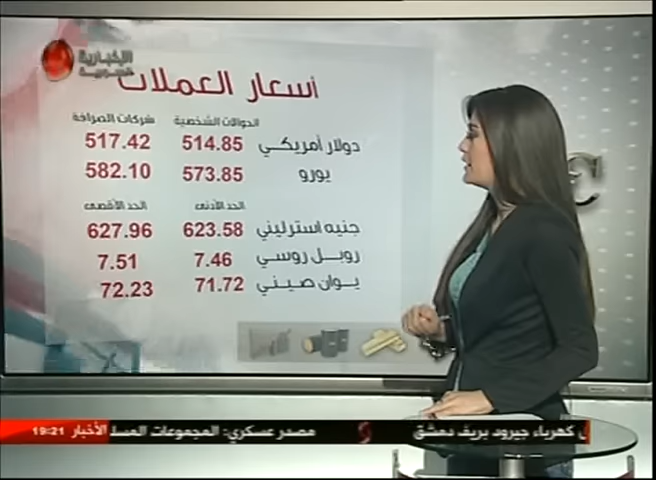 الإخبارية
السورية
أسعار العملات
الحوالات الشخصية شركات الصرافة
دولار أمريكي 514.85 517.42
يورو 573.85 582.10
الحد الأدنى الحد الأقصى
جنيه استرليني 623.58 627.96
روبل روسي 7.46 7.51
يوان صيني 71.72 72.23
€
كهرباء جيرود بريف دمشق مصدر عسكري: المجموعات المسل
الأخبار 19:21